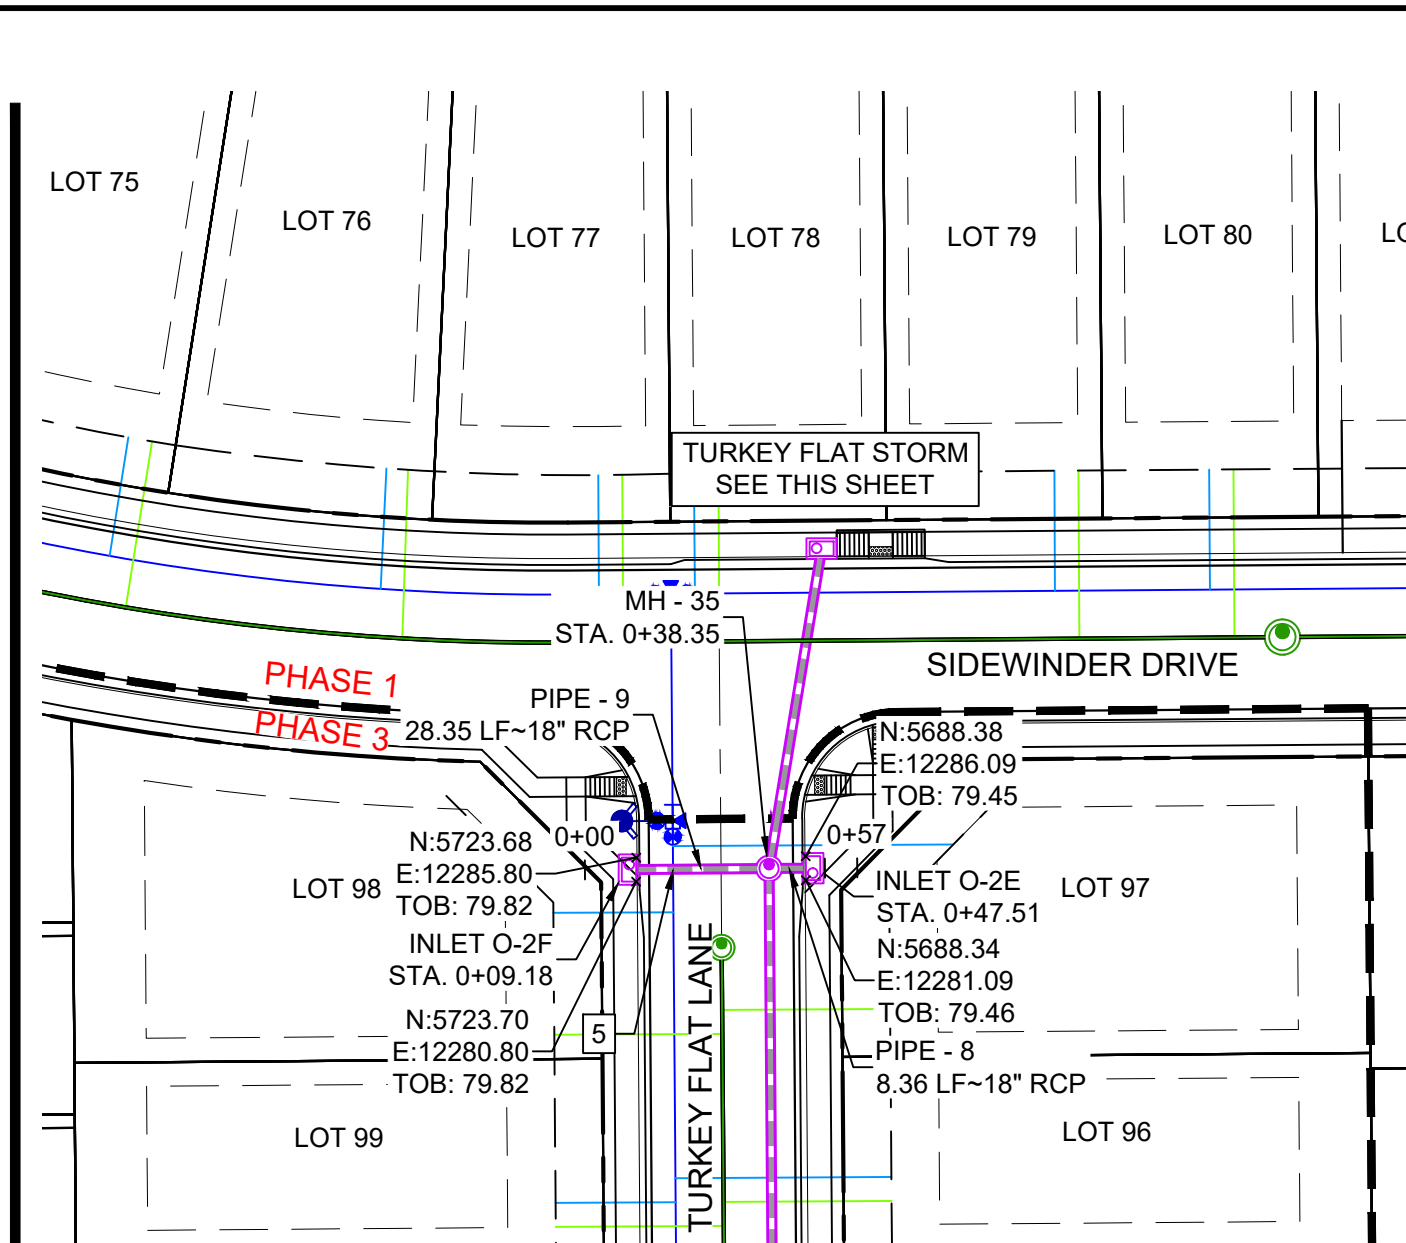 LOT 75
LOT 76
LOT 77
LOT 78
LOT 79
LOT 80
TURKEY FLAT STORM
SEE THIS SHEET
MH - 35
STA. 0+38.35
SIDEWINDER DRIVE
PHASE 1
PHASE 3
PIPE - 9
28.35 LF~18" RCP
N:5688.38
E:12286.09
TOB: 79.45
0+00
0+57
N:5723.68
E:12285.80
TOB: 79.82
LOT 98
INLET O-2E
STA. 0+47.51
LOT 97
INLET O-2F
STA. 0+09.18
N:5688.34
E:12281.09
TOB: 79.46
N:5723.70
E:12280.80
TOB: 79.82
5
TURKEY FLAT LANE
PIPE - 8
8.36 LF~18" RCP
LOT 99
LOT 96